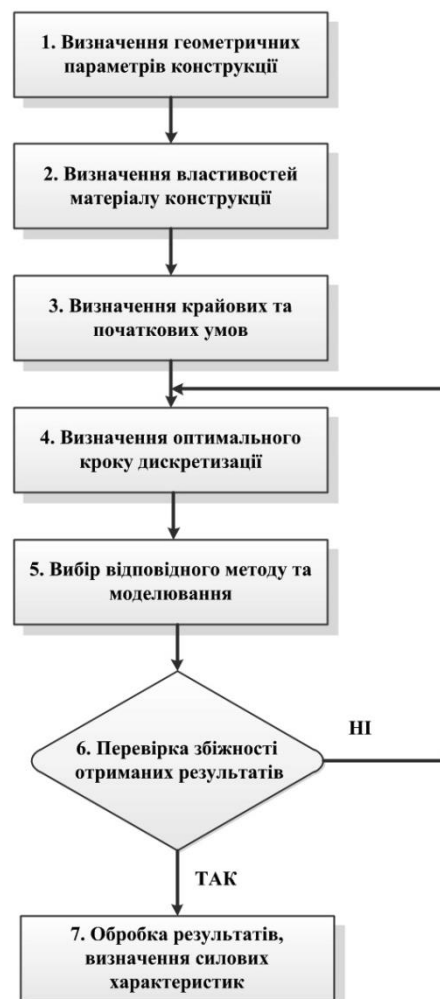 1. Визначення геометричних
параметрів конструкції
2. Визначення властивостей
матеріалу конструкції
3. Визначення крайових та
початкових умов
4. Визначення оптимального
кроку дискретизації
5. Вибір відповідного методу та
моделювання
6. Перевірка збіжності
отриманих результатів
НІ
ТАК
7. Обробка результатів,
визначення силових
характеристик